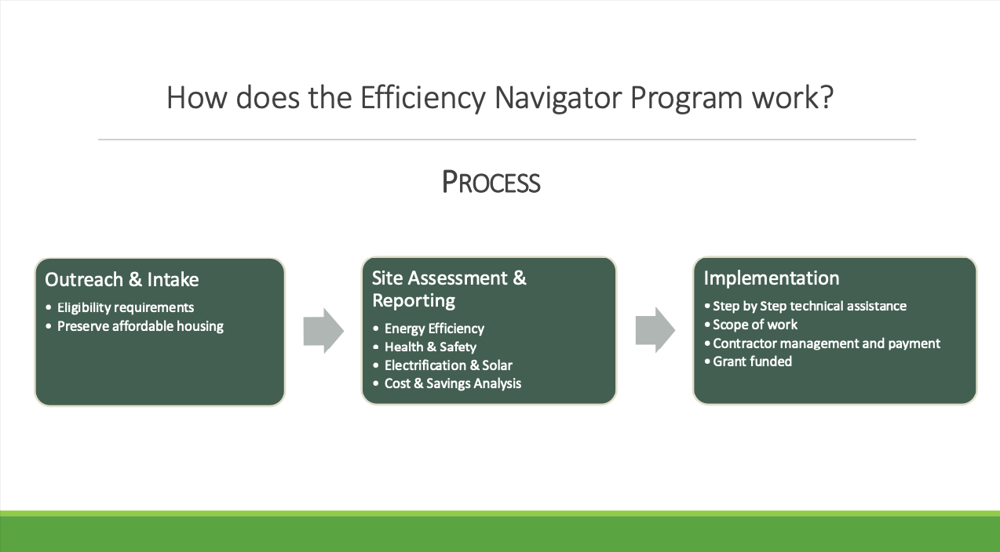 How does the Efficiency Navigator Program work?
PROCESS
Outreach & Intake
• Eligibility requirements
• Preserve affordable housing
Site Assessment &
Reporting
• Energy Efficiency
• Health & Safety
• Electrification & Solar
• Cost & Savings Analysis
Implementation
• Step by Step technical assistance
• Scope of work
• Contractor management and payment
• Grant funded